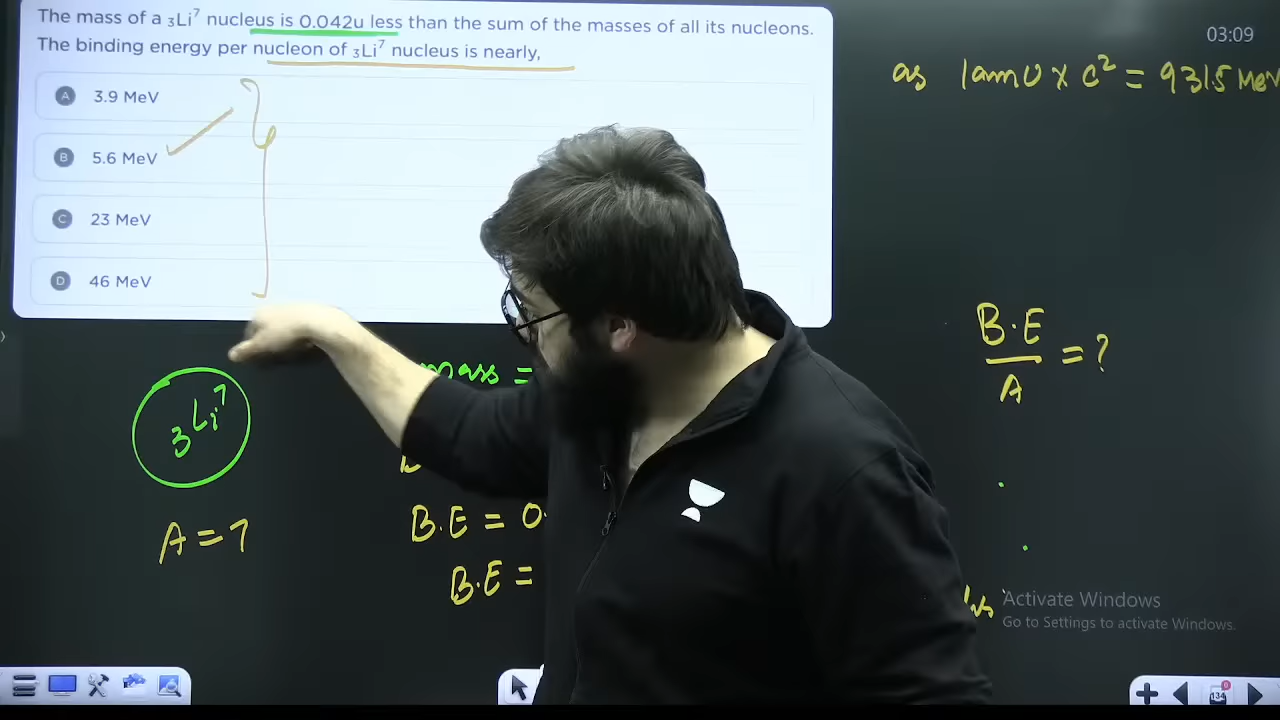 The mass of a ₃Li⁷ nucleus is 0.042u less than the sum of the masses of all its nucleons.
The binding energy per nucleon of ₃Li⁷ nucleus is nearly,
A 3.9 MeV
B 5.6 MeV
C 23 MeV
D 46 MeV
03:09
as 1amU x c² = 931.5 MeV
B.E/A = ?
₃Li⁷
A = 7
mass =
B.E = 0.
B.E =
Activate Windows
Go to Settings to activate Windows.
134